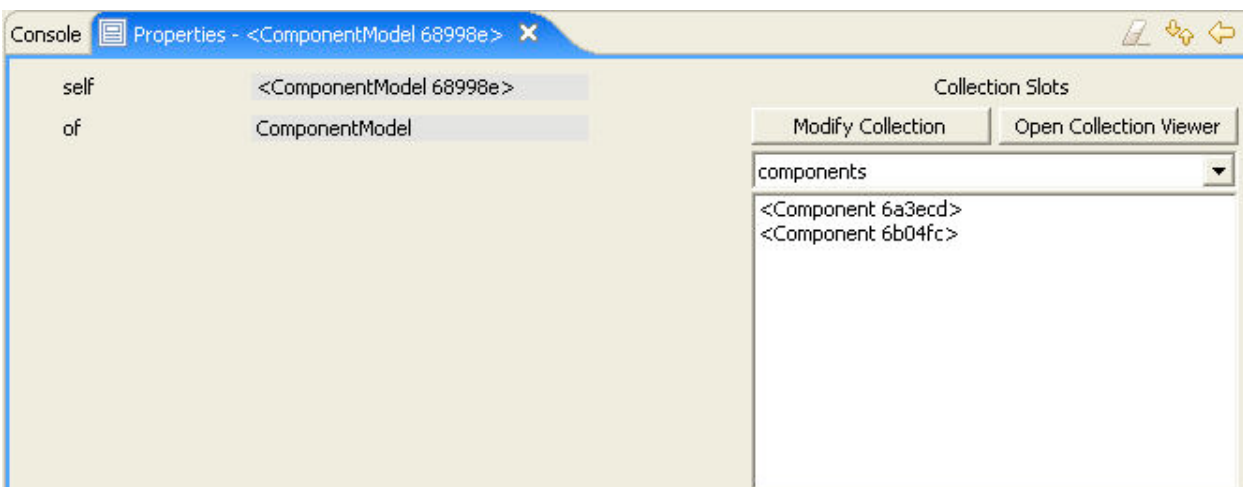 Console Properties - <ComponentModel 68998e>
self <ComponentModel 68998e>
of ComponentModel
Collection Slots
Modify Collection Open Collection Viewer
components
<Component 6a3ecd>
<Component 6b04fc>